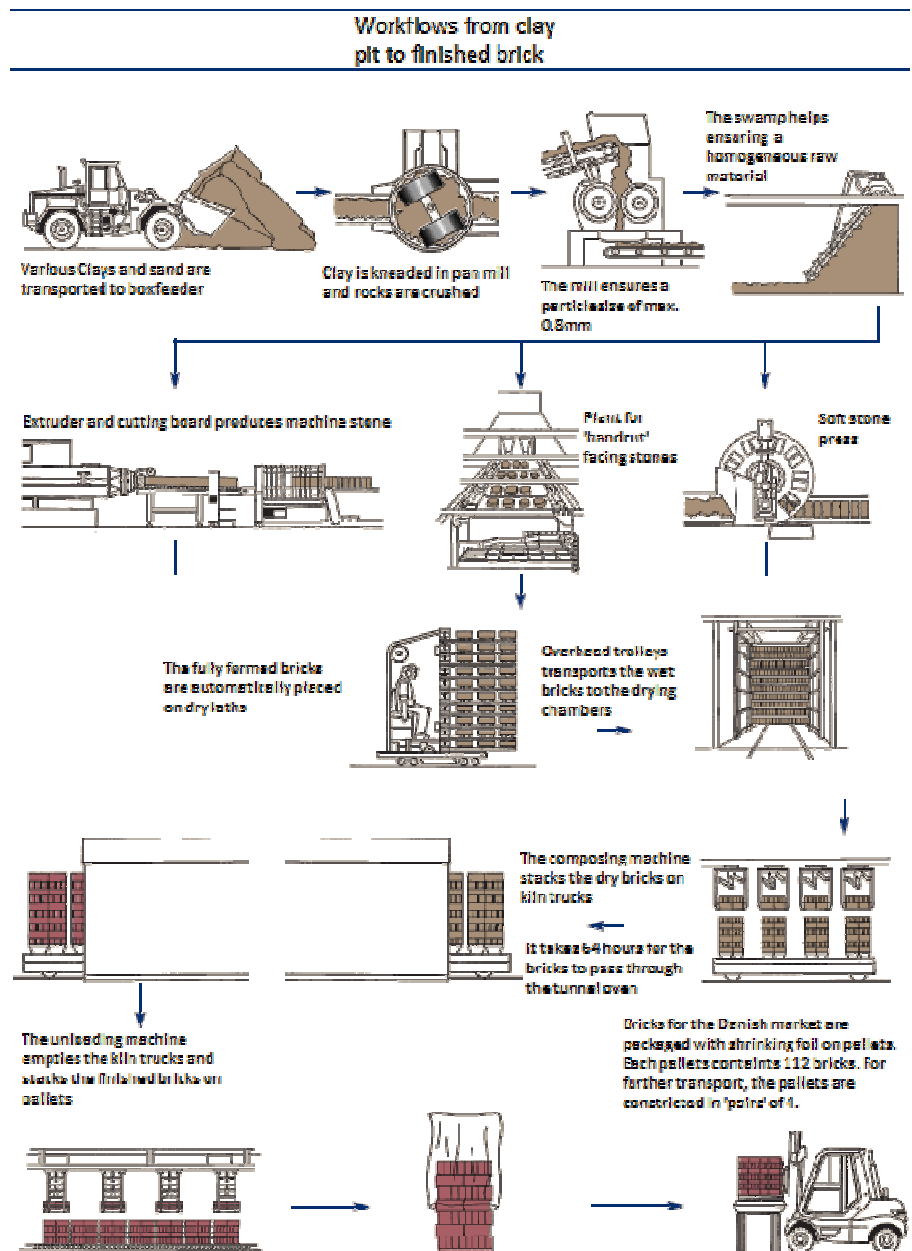 Workflows from clay
pit to finished brick
The swamp helps
ensuring a
homogeneous raw
material
Various Clays and sand are
transported to boxfeeder
Clay is kneaded in pan mill
and rocks are crushed
The mill ensures a
particlesize of max.
0.8mm
Extruder and cutting board produces machine stone
Plant for
'handcut'
facing stones
Soft stone
press
The fully formed bricks
are automatically placed
on dry laths
Overhead trolleys
transports the wet
bricks to the drying
chambers
The composing machine
stacks the dry bricks on
kiln trucks
It takes 64 hours for the
bricks to pass through
the tunnel oven
The unloading machine
empties the kiln trucks and
stacks the finished bricks on
pallets
Bricks for the Danish market are
packaged with shrinking foil on pallets.
Each pallets containts 112 bricks. For
farther transport, the pallets are
constricted in 'pairs' of 4.